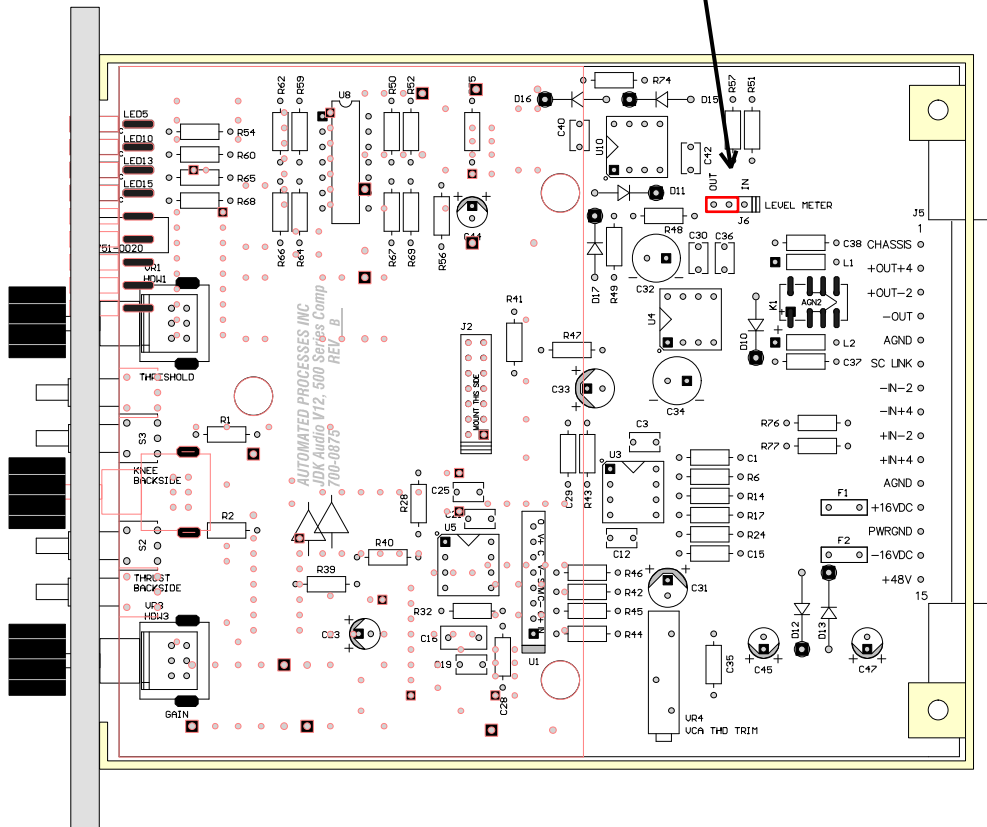 R74
D16
D15
R57
R51
R62
R59
U8
R50
R52
LED5
C40
U10
C42
R54
LED10
R60
LED13
R65
LED15
R68
OUT
IN
D11
LEVEL METER
J6
J5
1
R48
C30
C36
R66
R64
R67
R69
R56
C44
C38
CHASSIS
L1
+OUT+4
VR1
HDW1
D17
R49
C32
K1
AGN2
+OUT-2
-OUT
R41
U4
D10
L2
AGND
J2
R47
C37
SC LINK
THRESHOLD
C33
C34
-IN-2
MOUNT THIS SIDE
AUTOMATED PROCESSES INC
JDK Audio V12, 500 Series Comp
700-0875 REV B
-IN+4
R76
R77
+IN-2
+IN+4
R1
S3
KNEE
BACKSIDE
C3
U3
C1
R6
AGND
R28
C25
C29
R43
R14
F1
+16VDC
R17
R2
U5
C12
R24
PWRGND
F2
C15
-16VDC
S2
R40
R46
+48V
15
THRUST
BACKSIDE
R39
R42
C31
VR3
HDW3
R32
R45
R44
U1
D12
D13
C45
C47
C35
C28
GAIN
VR4
VCA THD TRIM